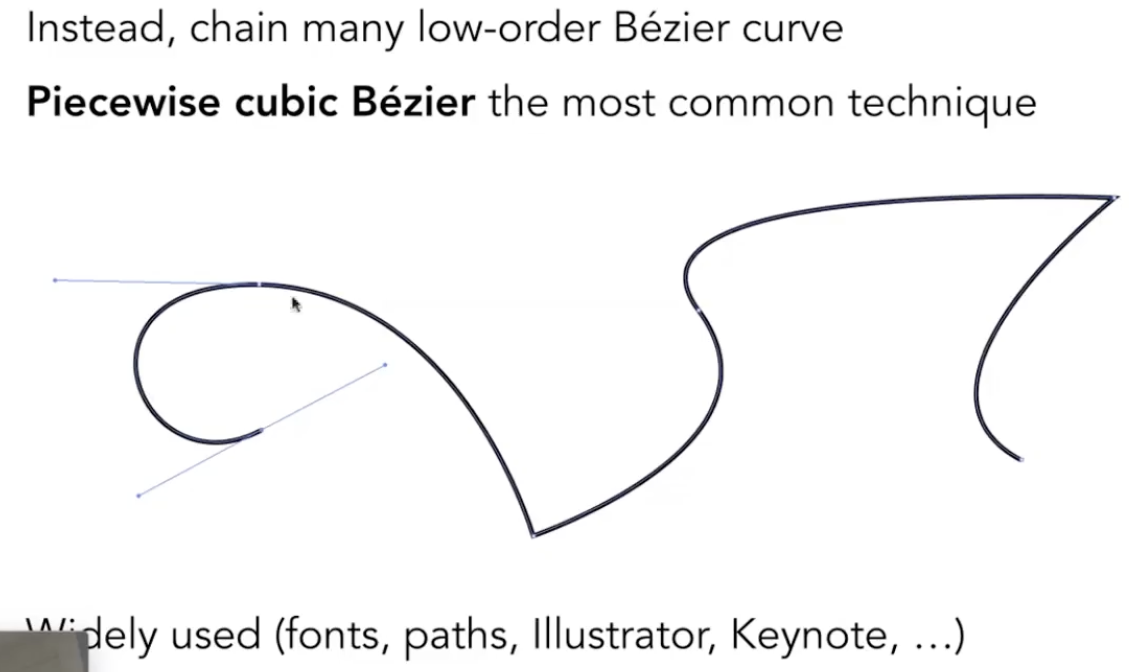 Instead, chain many low-order Bézier curve
Piecewise cubic Bézier the most common technique
Widely used (fonts, paths, Illustrator, Keynote, …)